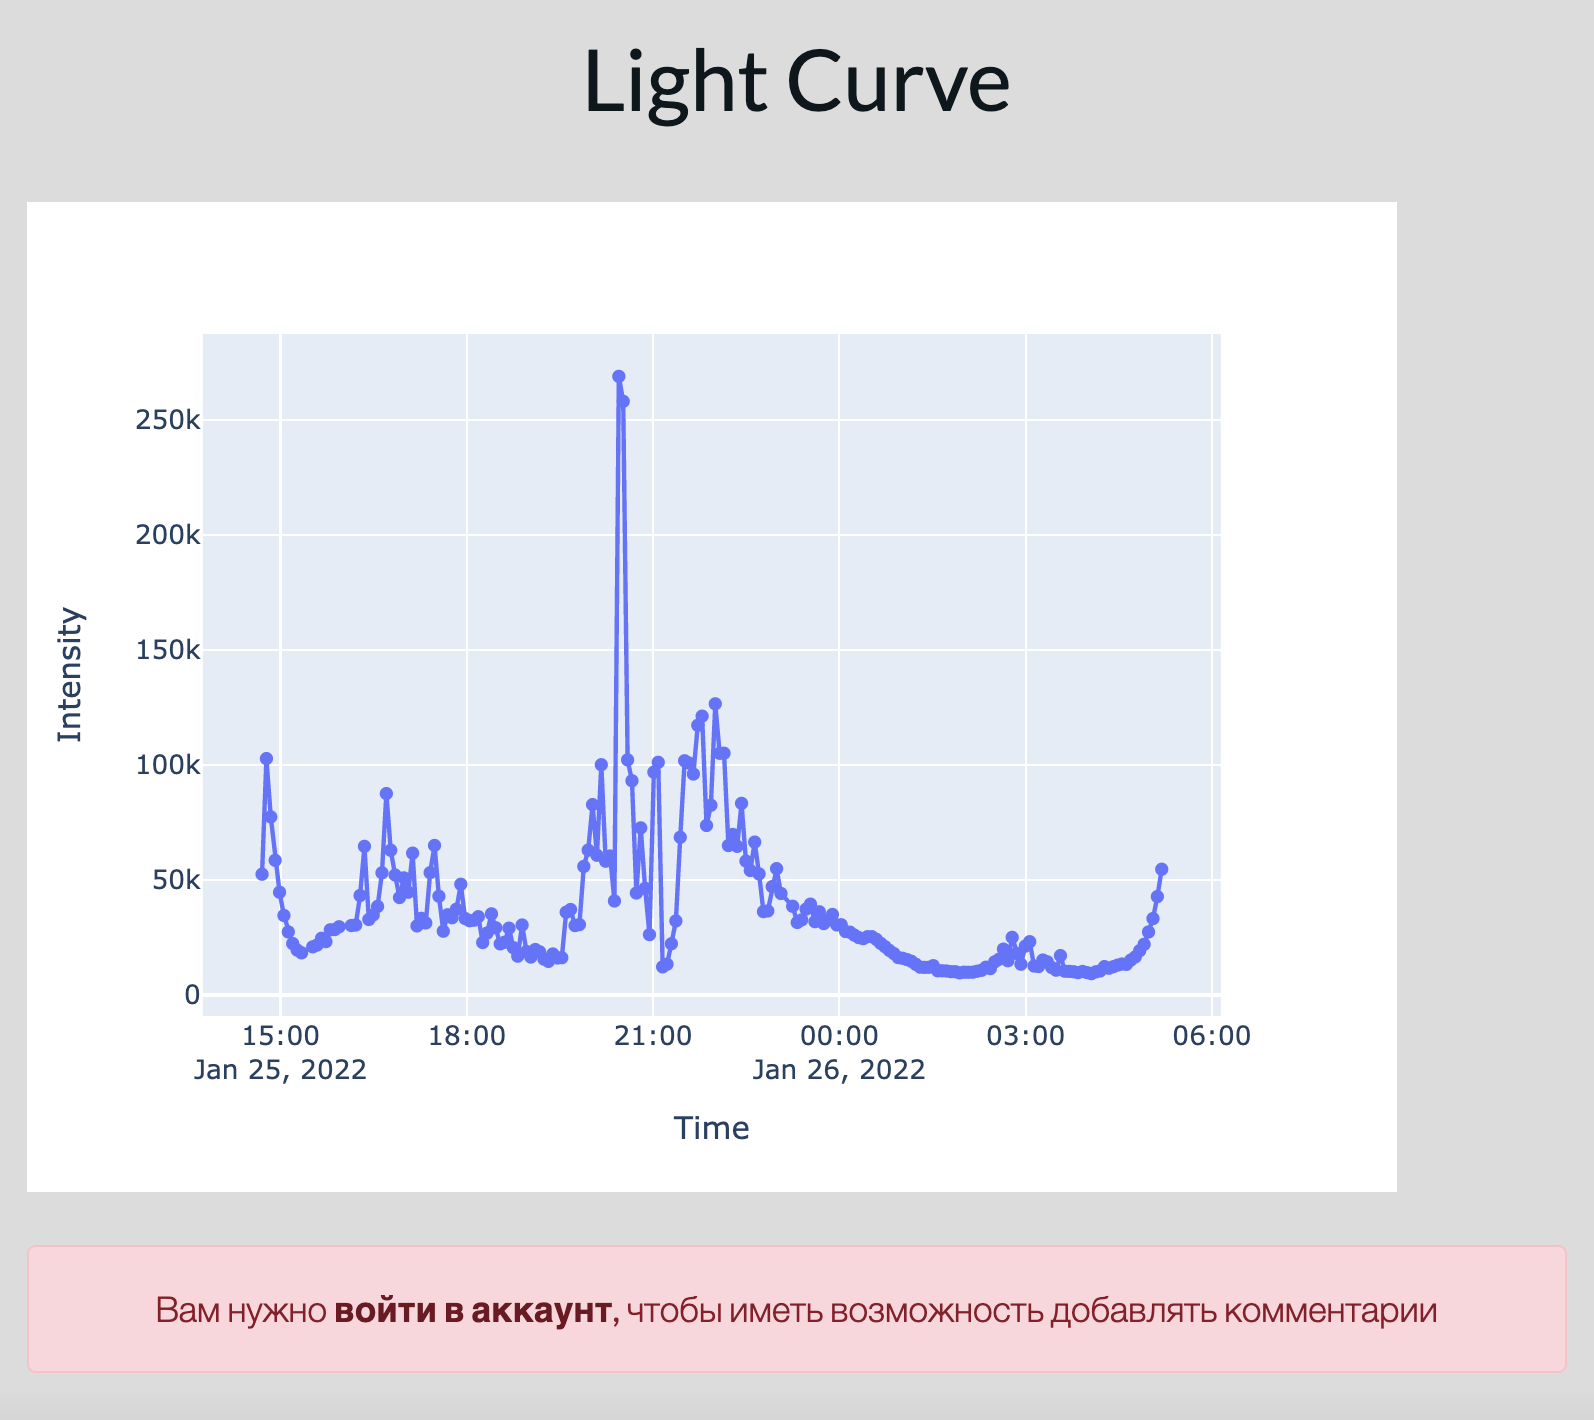 Light Curve
250k
200k
150k
100k
50k
0
Intensity
15:00 18:00 21:00 00:00 03:00 06:00
Jan 25, 2022 Jan 26, 2022
Time
Вам нужно войти в аккаунт, чтобы иметь возможность добавлять комментарии